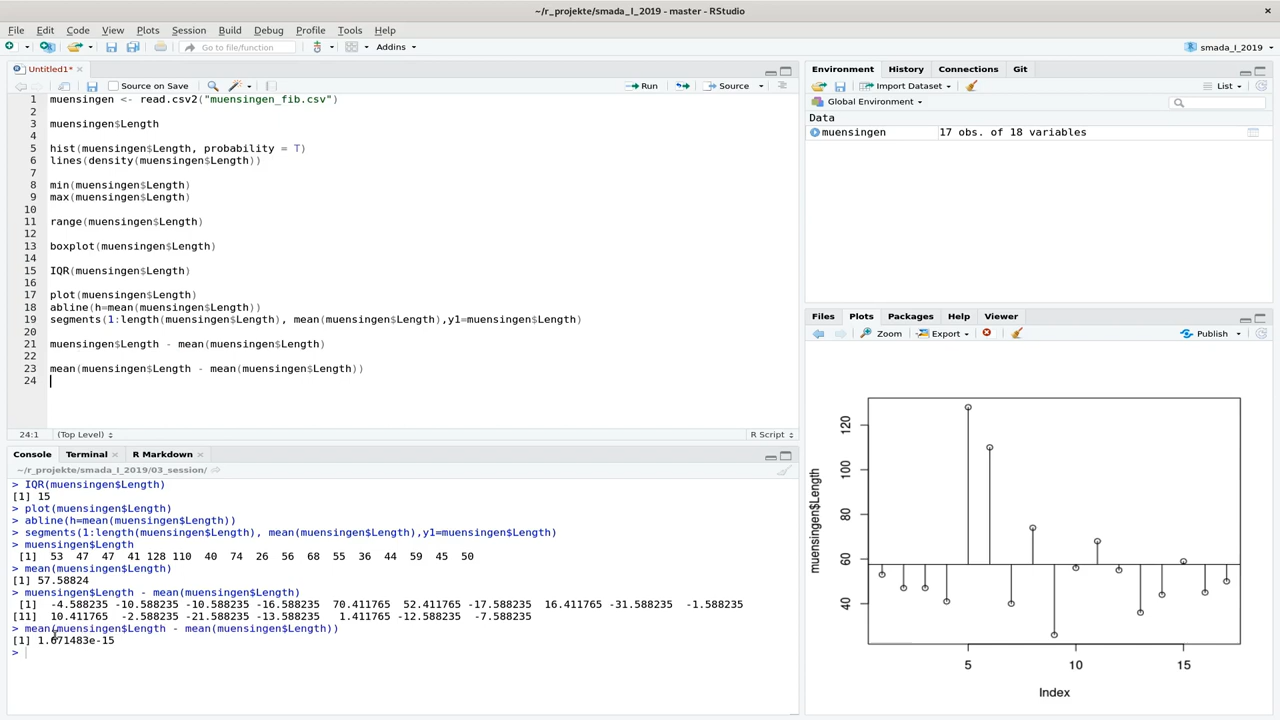 ~/r_projekte/smada_I_2019 - master - RStudio
File Edit Code View Plots Session Build Debug Profile Tools Help
Go to file/function Addins smada_I_2019
Untitled1*
Source on Save Run Source
1 muensingen <- read.csv2("muensingen_fib.csv")
2
3 muensingen$Length
4
5 hist(muensingen$Length, probability = T)
6 lines(density(muensingen$Length))
7
8 min(muensingen$Length)
9 max(muensingen$Length)
10
11 range(muensingen$Length)
12
13 boxplot(muensingen$Length)
14
15 IQR(muensingen$Length)
16
17 plot(muensingen$Length)
18 abline(h=mean(muensingen$Length))
19 segments(1:length(muensingen$Length), mean(muensingen$Length),y1=muensingen$Length)
20
21 muensingen$Length - mean(muensingen$Length)
22
23 mean(muensingen$Length - mean(muensingen$Length))
24
24:1 (Top Level) R Script
Console Terminal R Markdown
~/r_projekte/smada_I_2019/03_session/
> IQR(muensingen$Length)
[1] 15
> plot(muensingen$Length)
> abline(h=mean(muensingen$Length))
> segments(1:length(muensingen$Length), mean(muensingen$Length),y1=muensingen$Length)
> muensingen$Length
[1] 53 47 47 41 128 110 40 74 26 56 68 55 36 44 59 45 50
> mean(muensingen$Length)
[1] 57.58824
> muensingen$Length - mean(muensingen$Length)
[1] -4.588235 -10.588235 -10.588235 -16.588235 70.411765 52.411765 -17.588235 16.411765 -31.588235 -1.588235
[11] 10.411765 -2.588235 -21.588235 -13.588235 1.411765 -12.588235 -7.588235
> mean(muensingen$Length - mean(muensingen$Length))
[1] 1.671483e-15
>
Environment History Connections Git
Import Dataset List
Global Environment
Data
muensingen 17 obs. of 18 variables
Files Plots Packages Help Viewer
Zoom Export Publish
muensingen$Length
120
100
80
60
40
5 10 15
Index